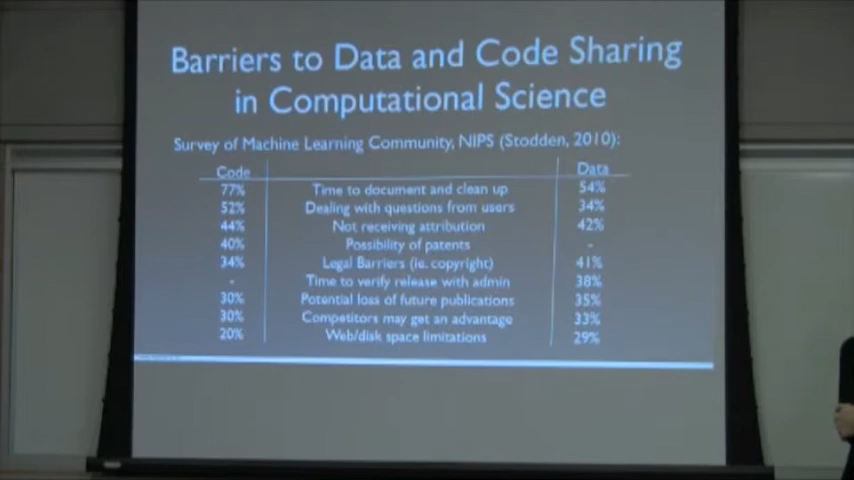 Barriers to Data and Code Sharing
in Computational Science
Survey of Machine Learning Community, NIPS (Stodden, 2010):
Code Data
77% Time to document and clean up 54%
52% Dealing with questions from users 34%
44% Not receiving attribution 42%
40% Possibility of patents -
34% Legal Barriers (ie. copyright) 41%
- Time to verify release with admin 38%
30% Potential loss of future publications 35%
30% Competitors may get an advantage 33%
20% Web/disk space limitations 29%